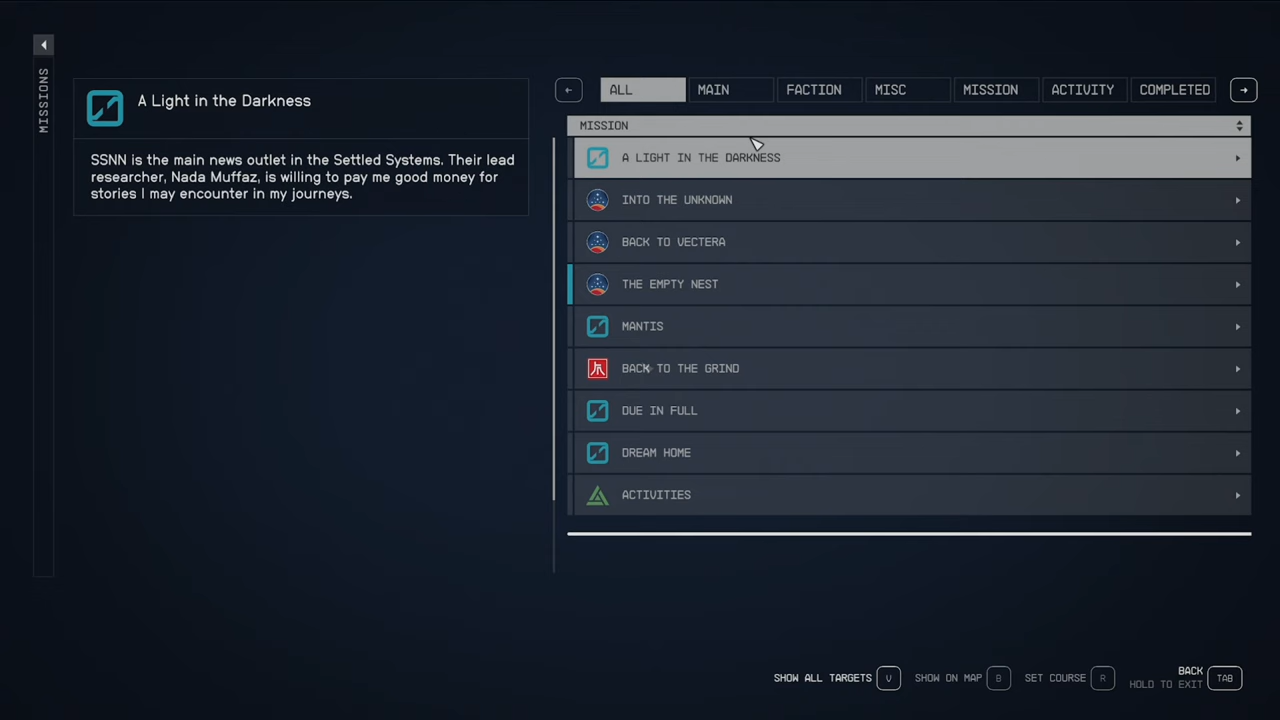 MISSIONS
A Light in the Darkness
SSNN is the main news outlet in the Settled Systems. Their lead
researcher, Nada Muffaz, is willing to pay me good money for
stories I may encounter in my journeys.
ALL MAIN FACTION MISC MISSION ACTIVITY COMPLETED
MISSION
A LIGHT IN THE DARKNESS
INTO THE UNKNOWN
BACK TO VECTERA
THE EMPTY NEST
MANTIS
BACK TO THE GRIND
DUE IN FULL
DREAM HOME
ACTIVITIES
SHOW ALL TARGETS V SHOW ON MAP B SET COURSE R BACK TAB
HOLD TO EXIT